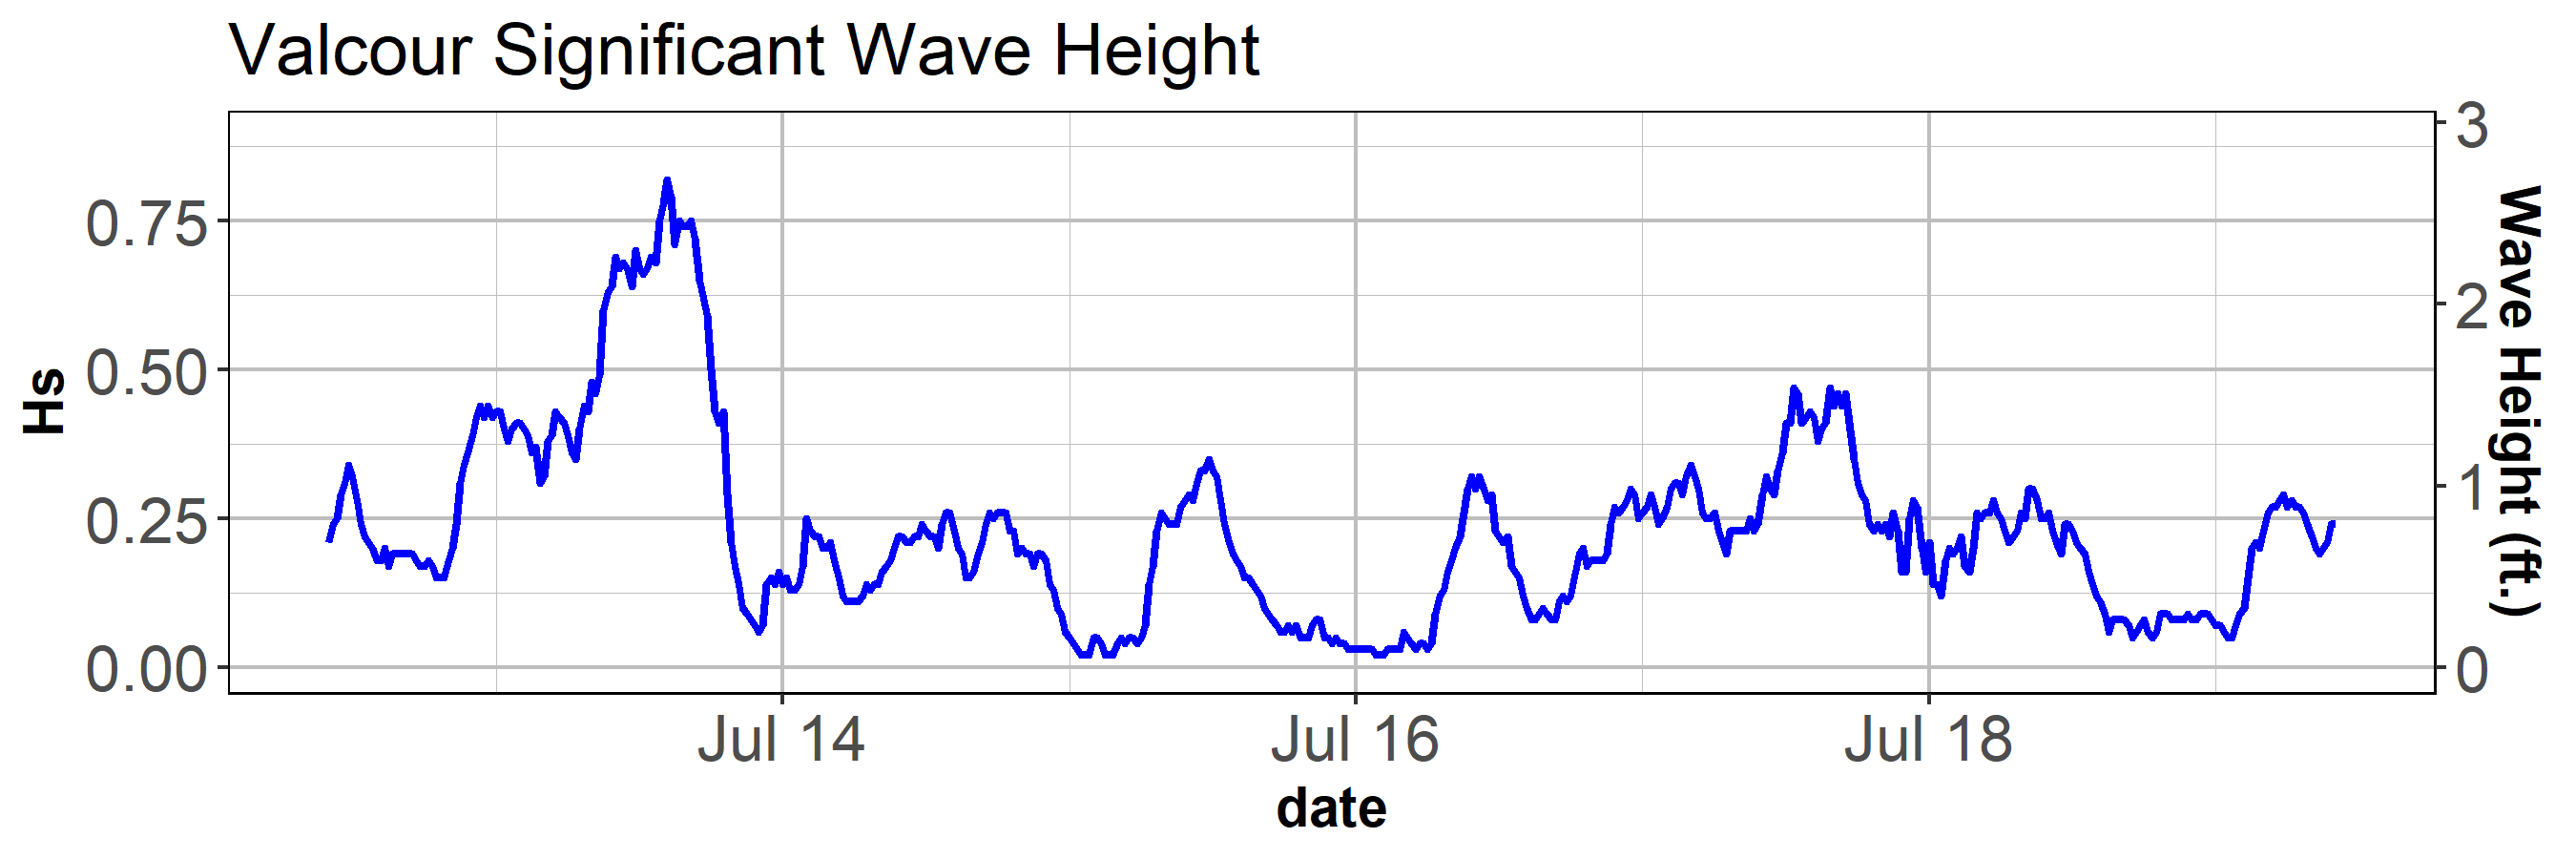 Valcour Significant Wave Height
Hs
0.75
0.50
0.25
0.00
3
2
1
0
Wave Height (ft.)
Jul 14
Jul 16
Jul 18
date